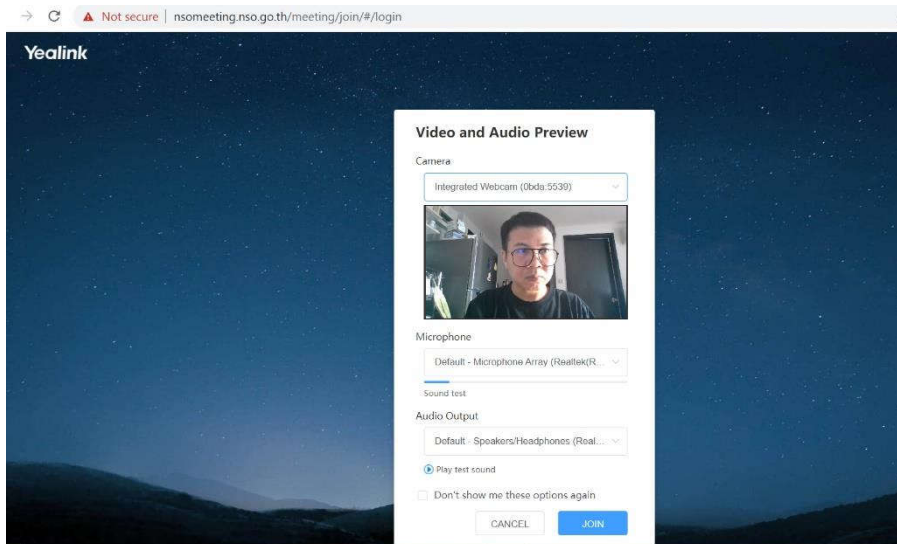 Not secure | nsomeeting.nso.go.th/meeting/join/#/login
Yealink
Video and Audio Preview
Camera
Integrated Webcam (0bda:5539)
Microphone
Default - Microphone Array (Realtek(R...
Sound test
Audio Output
Default - Speakers/Headphones (Real...
Play test sound
Don't show me these options again
CANCEL JOIN